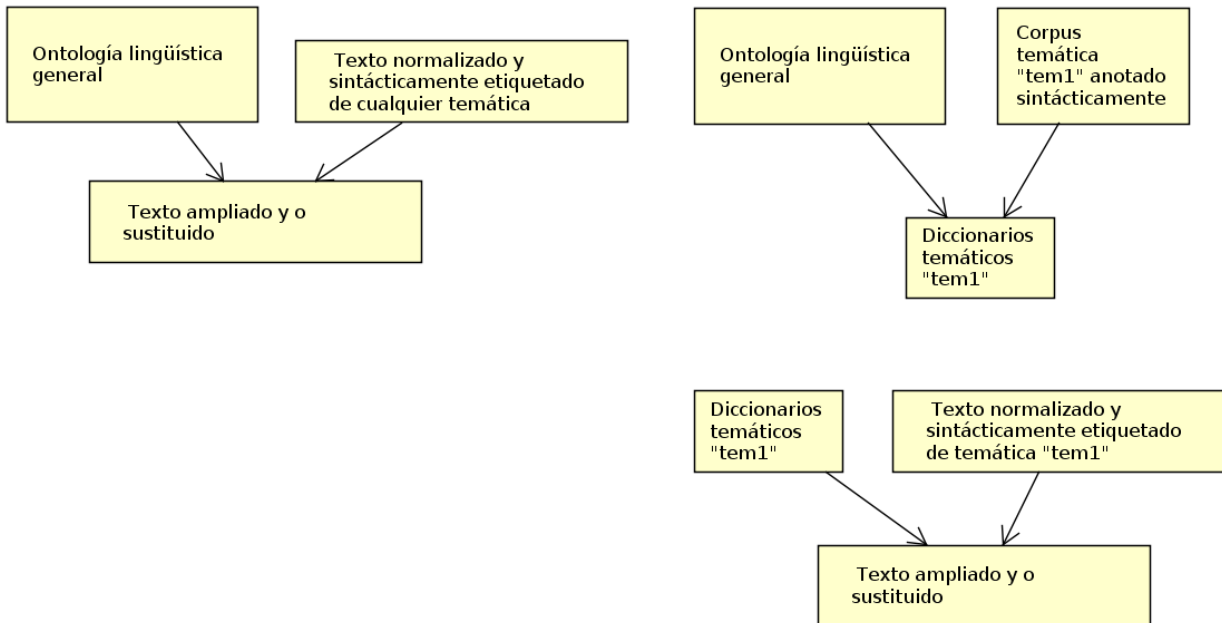 Ontología lingüística
general
Texto normalizado y
sintácticamente etiquetado
de cualquier temática
Texto ampliado y o
sustituido
Ontología lingüística
general
Corpus
temática
"tem1" anotado
sintácticamente
Diccionarios
temáticos
"tem1"
Diccionarios
temáticos
"tem1"
Texto normalizado y
sintácticamente etiquetado
de temática "tem1"
Texto ampliado y o
sustituido